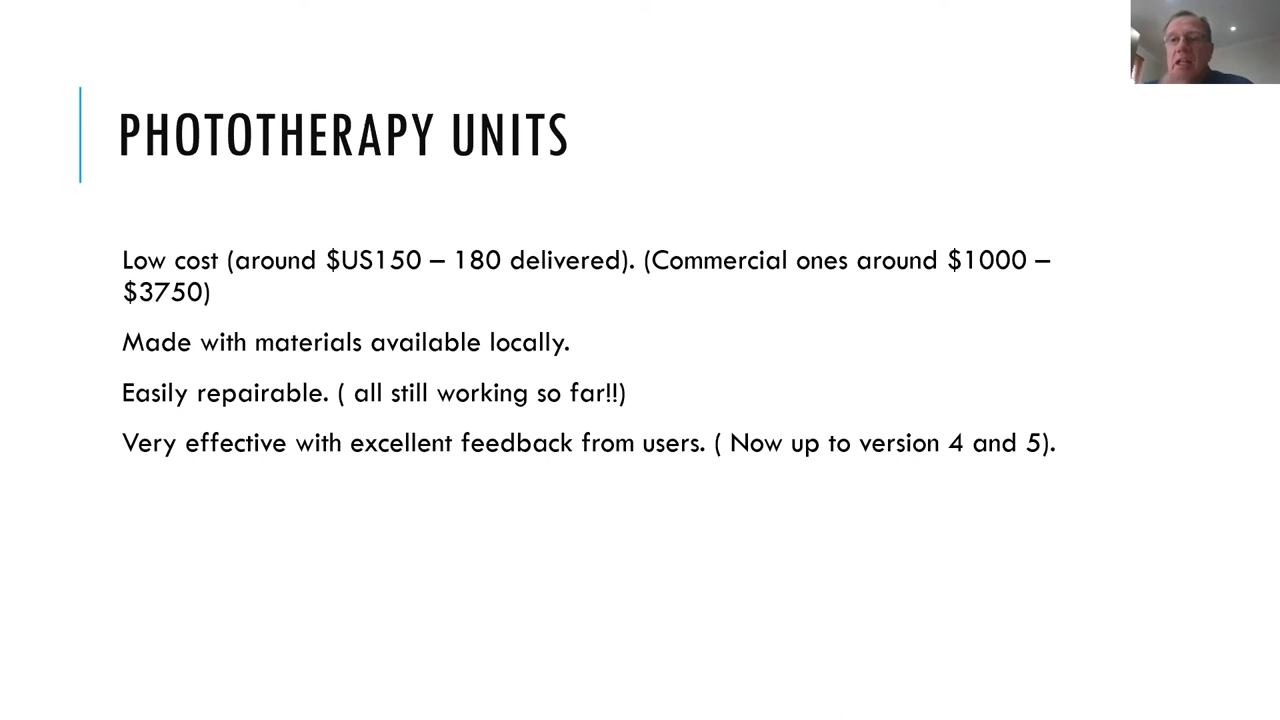 PHOTOTHERAPY UNITS
Low cost (around $US150 – 180 delivered). (Commercial ones around $1000 –
$3750)
Made with materials available locally.
Easily repairable. ( all still working so far!!)
Very effective with excellent feedback from users. ( Now up to version 4 and 5).